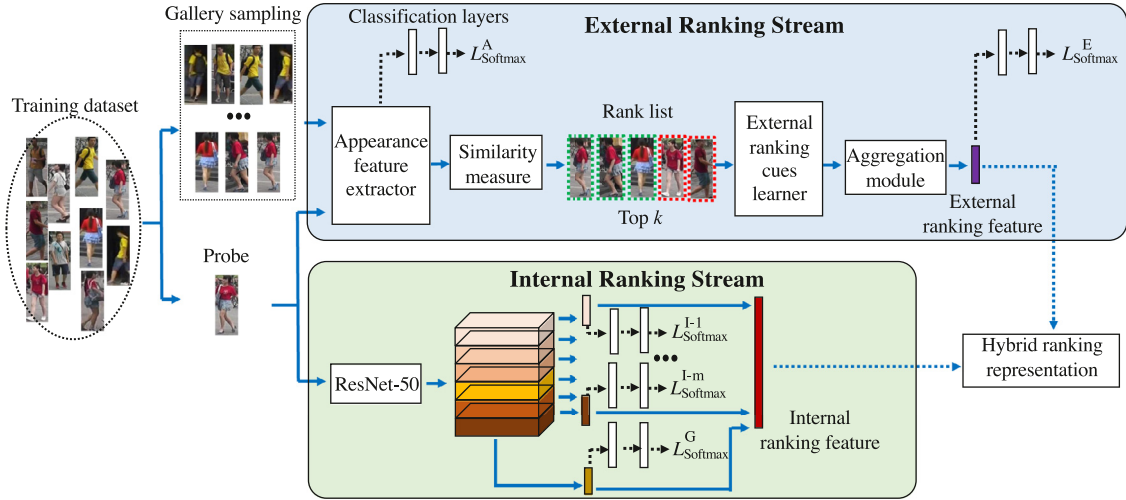 Gallery sampling
Classification layers
External Ranking Stream
L^A_Softmax
L^E_Softmax
Training dataset
•••
Appearance
feature
extractor
Similarity
measure
Rank list
Top k
External
ranking
cues
learner
Aggregation
module
External
ranking feature
Probe
Internal Ranking Stream
ResNet-50
L^I-1_Softmax
•••
L^I-m_Softmax
L^G_Softmax
Internal
ranking feature
Hybrid ranking
representation